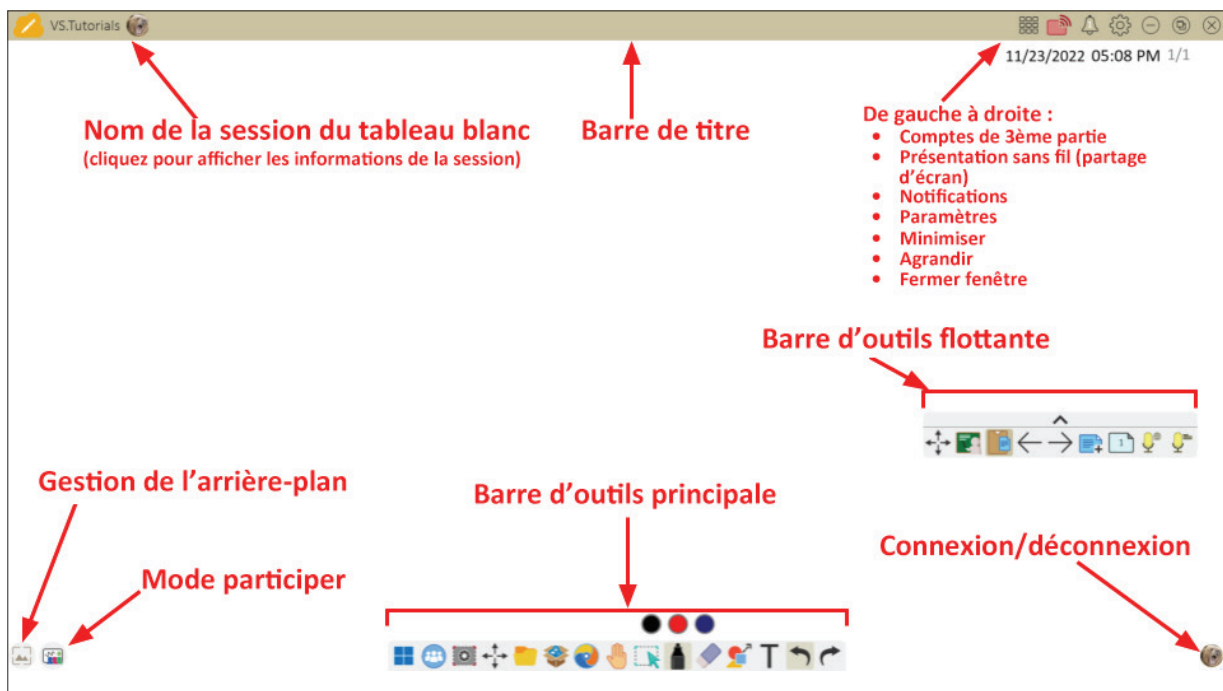 VS.Tutorials
11/23/2022 05:08 PM 1/1
Nom de la session du tableau blanc
(cliquez pour afficher les informations de la session)
Barre de titre
De gauche à droite :
• Comptes de 3ème partie
• Présentation sans fil (partage
d’écran)
• Notifications
• Paramètres
• Minimiser
• Agrandir
• Fermer fenêtre
Barre d’outils flottante
1
Gestion de l’arrière-plan
Barre d’outils principale
Connexion/déconnexion
Mode participer
T